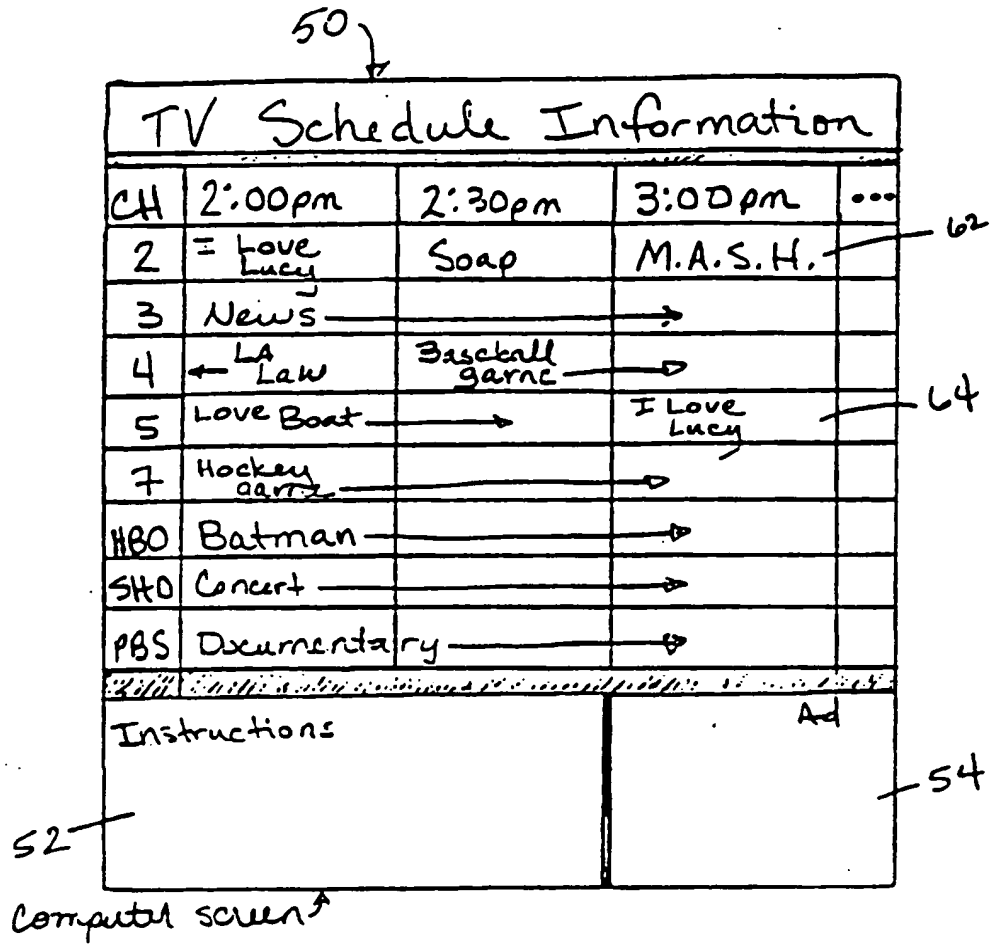 50
TV Schedule Information
CH 2:00pm 2:30pm 3:00pm ...
2 I Love Lucy Soap M.A.S.H. 62
3 News
4 LA Law Baseball game
5 Love Boat I Love Lucy 64
7 Hockey game
HBO Batman
SHO Concert
PBS Documentary
Instructions Ad
52 54
Computer screen